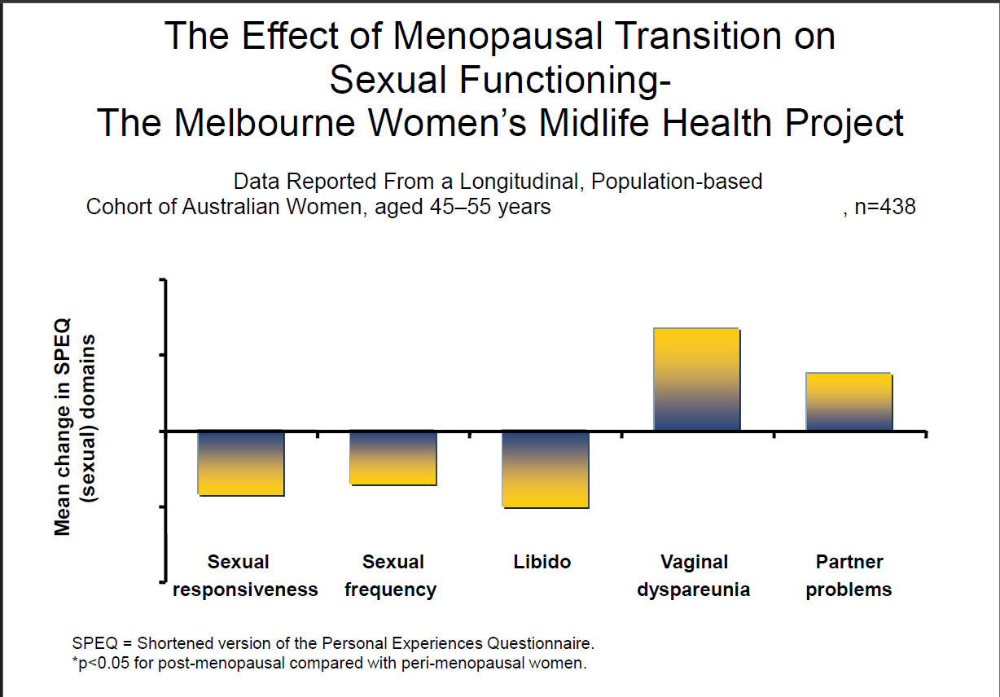 The Effect of Menopausal Transition on
Sexual Functioning-
The Melbourne Women’s Midlife Health Project
Data Reported From a Longitudinal, Population-based
Cohort of Australian Women, aged 45–55 years , n=438
Mean change in SPEQ
(sexual) domains
Sexual
responsiveness
Sexual
frequency
Libido
Vaginal
dyspareunia
Partner
problems
SPEQ = Shortened version of the Personal Experiences Questionnaire.
*p<0.05 for post-menopausal compared with peri-menopausal women.